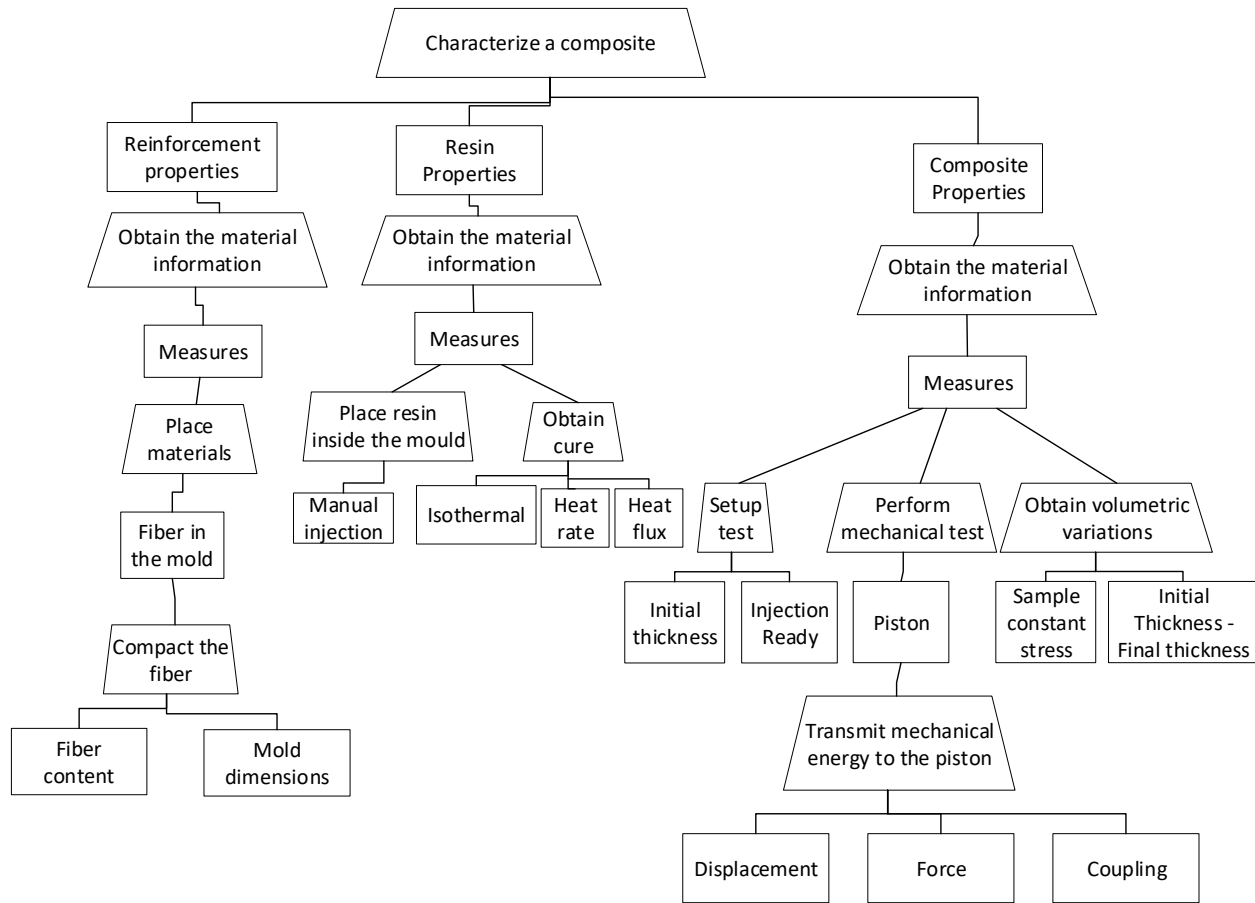 Characterize a composite
Reinforcement
properties
Resin
Properties
Composite
Properties
Obtain the material
information
Obtain the material
information
Obtain the material
information
Measures
Measures
Measures
Place
materials
Place resin
inside the mould
Obtain
cure
Fiber in
the mold
Manual
injection
Isothermal
Heat
rate
Heat
flux
Setup
test
Perform
mechanical test
Obtain volumetric
variations
Initial
thickness
Injection
Ready
Piston
Sample
constant
stress
Initial
Thickness -
Final thickness
Compact the
fiber
Fiber
content
Mold
dimensions
Transmit mechanical
energy to the piston
Displacement
Force
Coupling